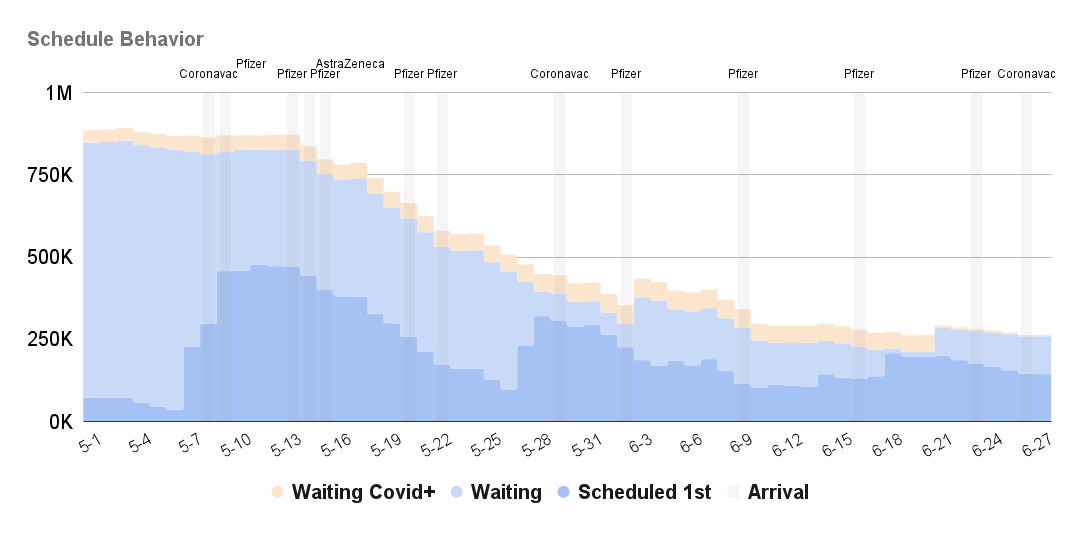 Schedule Behavior
Pfizer AstraZeneca
Coronavac Pfizer Pfizer Pfizer Pfizer Coronavac Pfizer Pfizer Pfizer Pfizer Coronavac
1M
750K
500K
250K
0K
5-1 5-4 5-7 5-10 5-13 5-16 5-19 5-22 5-25 5-28 5-31 6-3 6-6 6-9 6-12 6-15 6-18 6-21 6-24 6-27
Waiting Covid+ Waiting Scheduled 1st Arrival